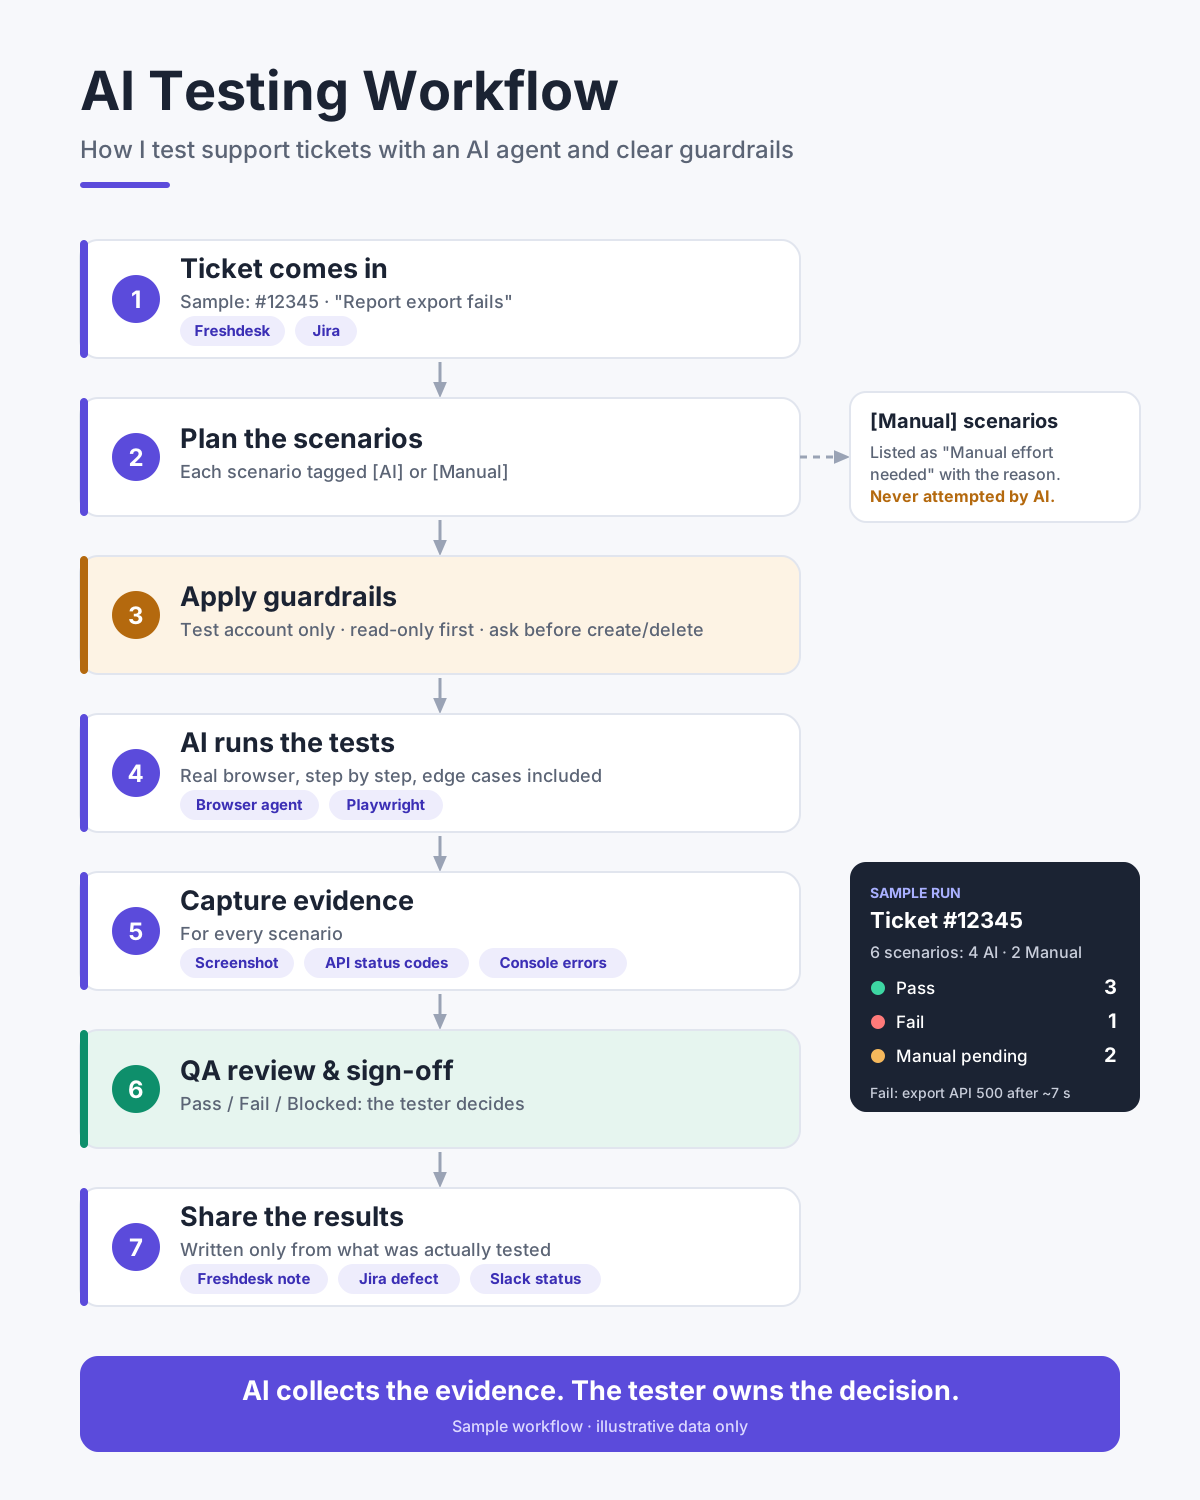 AI Testing Workflow
How I test support tickets with an AI agent and clear guardrails
1
Ticket comes in
Sample: #12345 · "Report export fails"
Freshdesk
Jira
2
Plan the scenarios
Each scenario tagged [AI] or [Manual]
[Manual] scenarios
Listed as "Manual effort
needed" with the reason.
Never attempted by AI.
3
Apply guardrails
Test account only · read-only first · ask before create/delete
4
AI runs the tests
Real browser, step by step, edge cases included
Browser agent
Playwright
5
Capture evidence
For every scenario
Screenshot
API status codes
Console errors
SAMPLE RUN
Ticket #12345
6 scenarios: 4 AI · 2 Manual
Pass 3
Fail 1
Manual pending 2
Fail: export API 500 after ~7 s
6
QA review & sign-off
Pass / Fail / Blocked: the tester decides
7
Share the results
Written only from what was actually tested
Freshdesk note
Jira defect
Slack status
AI collects the evidence. The tester owns the decision.
Sample workflow · illustrative data only